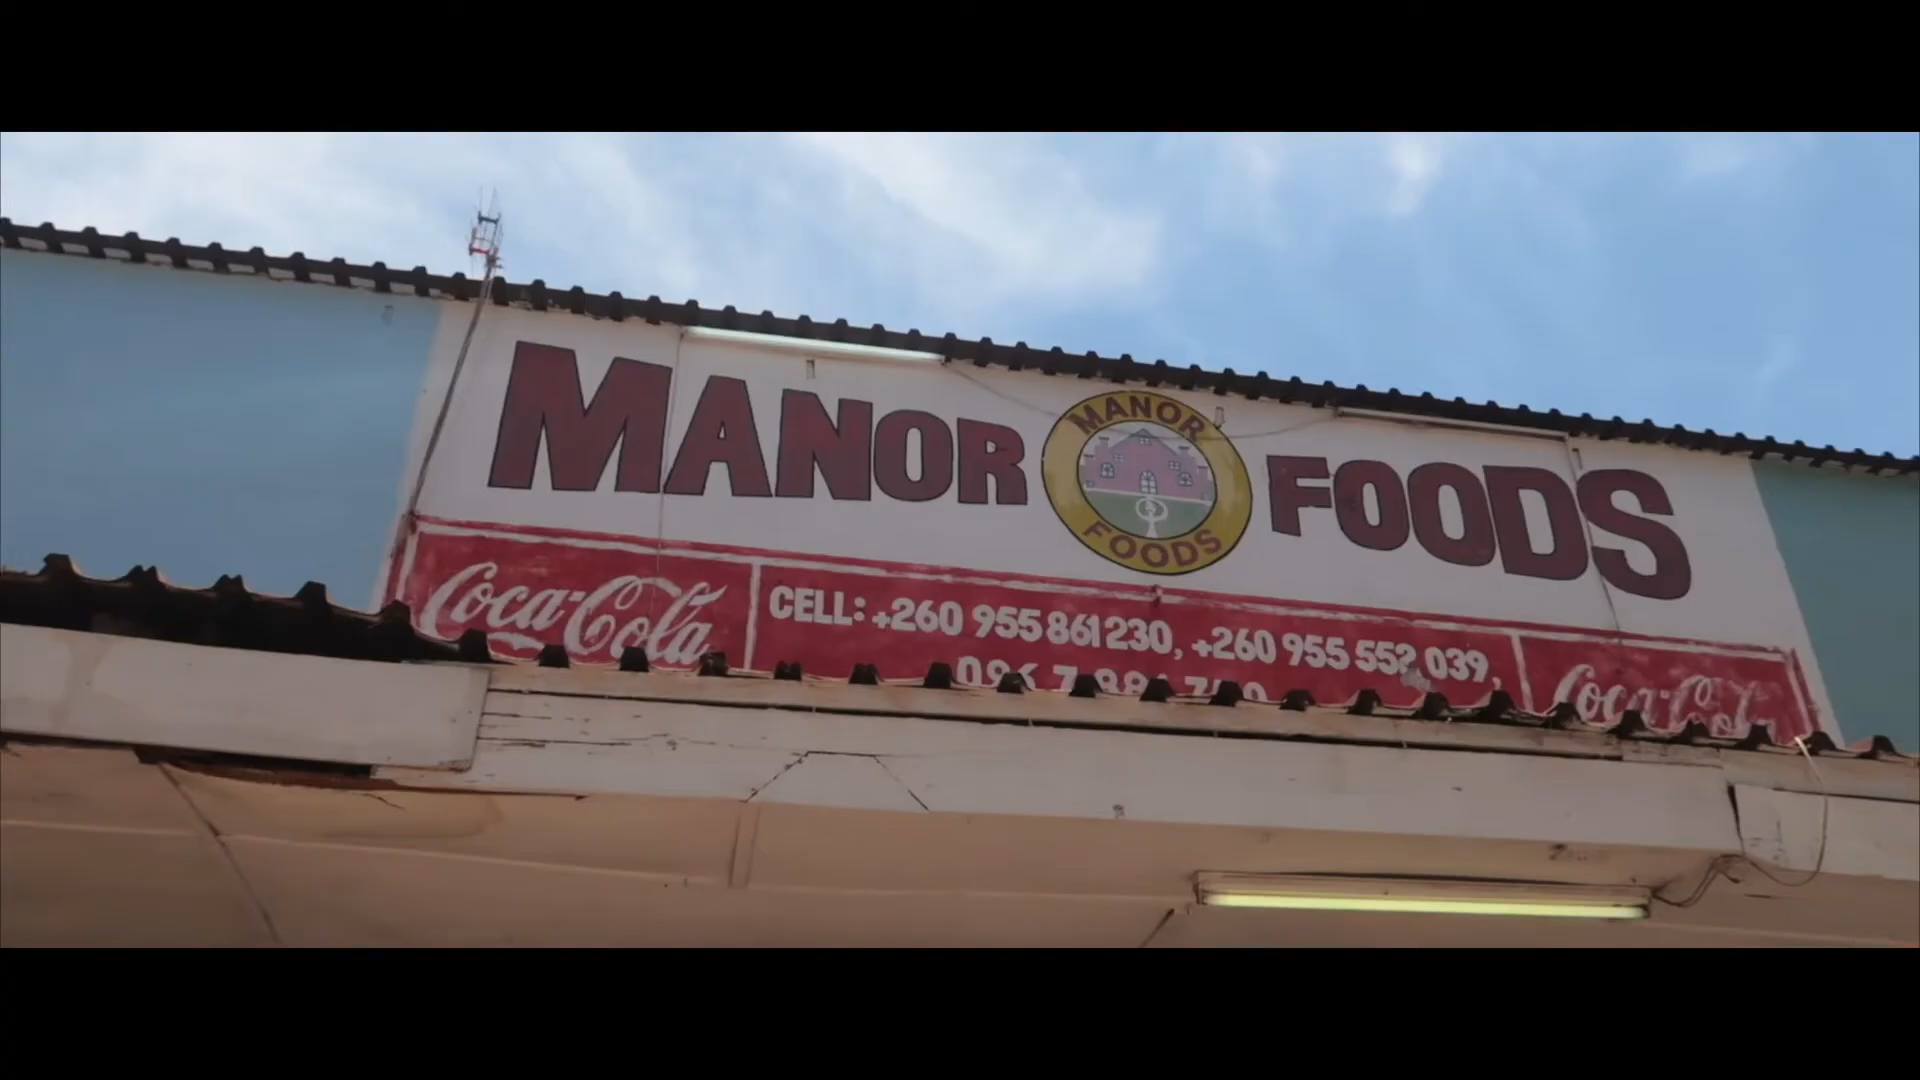 MANOR FOODS
MANOR
FOODS
Coca-Cola
CELL: +260 955 861230, +260 955 552 039,
Coca-Cola